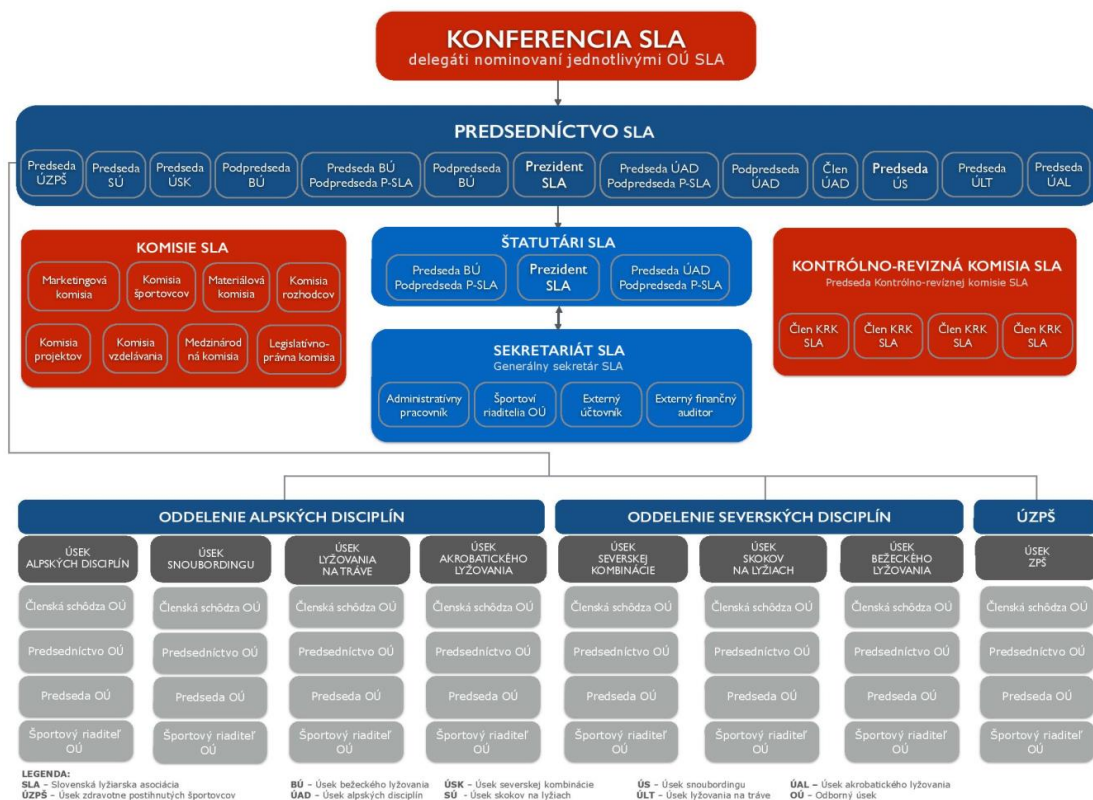 KONFERENCIA SLA
delegáti nominovaní jednotlivými OÚ SLA
PREDSEDNÍCTVO SLA
Predseda
ÚZPŠ
Predseda
SÚ
Predseda
ÚSK
Podpredseda
BÚ
Predseda BÚ
Podpredseda P-SLA
Podpredseda
BÚ
Prezident
SLA
Predseda ÚAD
Podpredseda P-SLA
Podpredseda
ÚAD
Člen
ÚAD
Predseda
ÚS
Predseda
ÚLT
Predseda
ÚAL
KOMISIE SLA
Marketingová
komisia
Komisia
športovcov
Materiálová
komisia
Komisia
rozhodcov
Komisia
projektov
Komisia
vzdelávania
Medzinárod
ná komisia
Legislatívno-
právna komisia
ŠTATUTÁRI SLA
Predseda BÚ
Podpredseda P-SLA
Prezident
SLA
Predseda ÚAD
Podpredseda P-SLA
SEKRETARIÁT SLA
Generálny sekretár SLA
Administratívny
pracovník
Športoví
riaditelia OÚ
Externý
účtovník
Externý finančný
auditor
KONTRÓLNO-REVIZNÁ KOMISIA SLA
Predseda Kontrólno-revíznej komisie SLA
Člen KRK
SLA
Člen KRK
SLA
Člen KRK
SLA
Člen KRK
SLA
ODDELENIE ALPSKÝCH DISCIPLÍN
ODDELENIE SEVERSKÝCH DISCIPLÍN
ÚZPŠ
ÚSEK
ALPSKÝCH DISCIPLÍN
ÚSEK
SNOUBORDINGU
ÚSEK
LYŽOVANIA
NA TRÁVE
ÚSEK
AKROBATICKÉHO
LYŽOVANIA
ÚSEK
SEVERSKEJ
KOMBINÁCIE
ÚSEK
SKOKOV
NA LYŽIACH
ÚSEK
BEŽECKÉHO
LYŽOVANIA
ÚSEK
ZPŠ
Členská schôdza OÚ
Členská schôdza OÚ
Členská schôdza OÚ
Členská schôdza OÚ
Členská schôdza OÚ
Členská schôdza OÚ
Členská schôdza OÚ
Členská schôdza OÚ
Predsedníctvo OÚ
Predsedníctvo OÚ
Predsedníctvo OÚ
Predsedníctvo OÚ
Predsedníctvo OÚ
Predsedníctvo OÚ
Predsedníctvo OÚ
Predsedníctvo OÚ
Predseda OÚ
Predseda OÚ
Predseda OÚ
Predseda OÚ
Predseda OÚ
Predseda OÚ
Predseda OÚ
Predseda OÚ
Športový riaditeľ
OÚ
Športový riaditeľ
OÚ
Športový riaditeľ
OÚ
Športový riaditeľ
OÚ
Športový riaditeľ
OÚ
Športový riaditeľ
OÚ
Športový riaditeľ
OÚ
Športový riaditeľ
OÚ
LEGENDA:
SLA – Slovenská lyžiarska asociácia
ÚZPŠ – Úsek zdravotne postihnutých športovcov
BÚ – Úsek bežeckého lyžovania
ÚAD – Úsek alpských disciplín
ÚSK – Úsek severskej kombinácie
SÚ - Úsek skokov na lyžiach
ÚS – Úsek snoubordingu
ÚLT – Úsek lyžovania na tráve
ÚAL – Úsek akrobatického lyžovania
OÚ – Odborný úsek